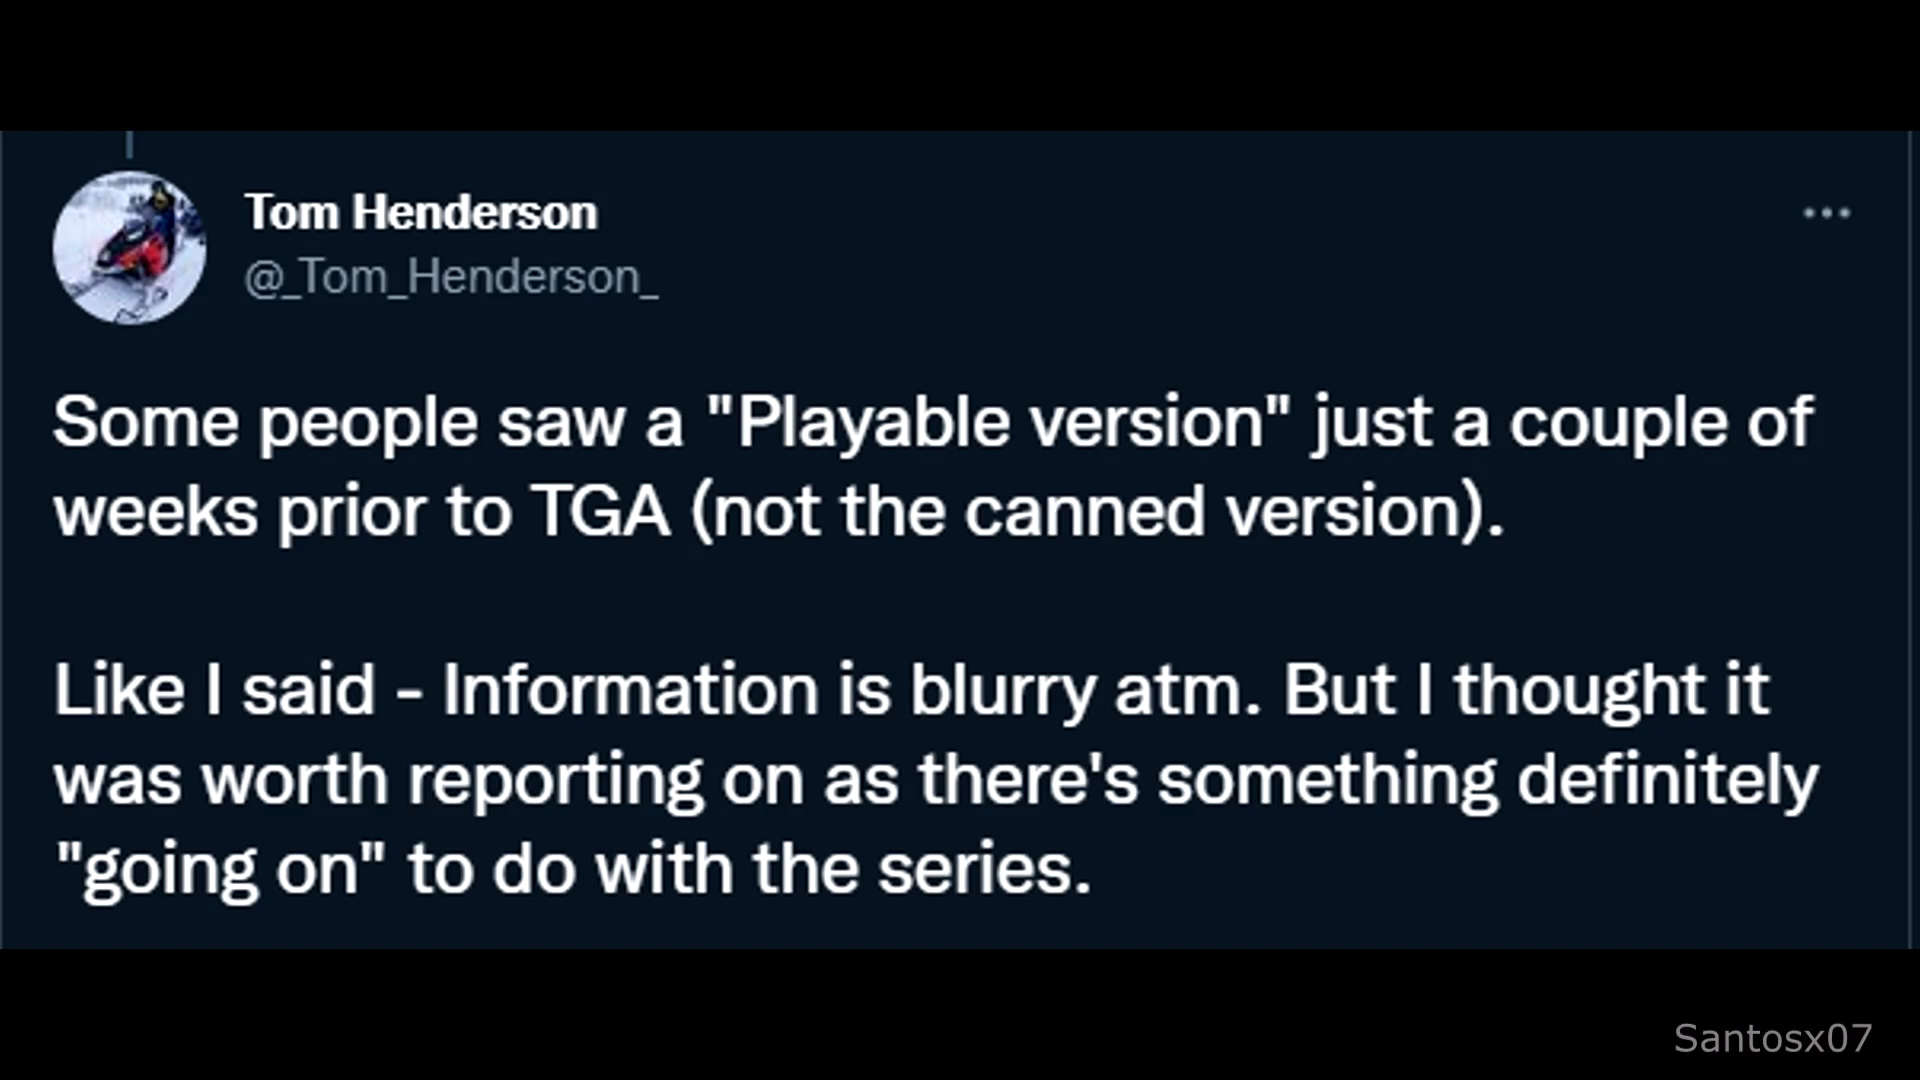 Tom Henderson
@_Tom_Henderson_
Some people saw a "Playable version" just a couple of
weeks prior to TGA (not the canned version).
Like I said - Information is blurry atm. But I thought it
was worth reporting on as there's something definitely
"going on" to do with the series.
Santosx07